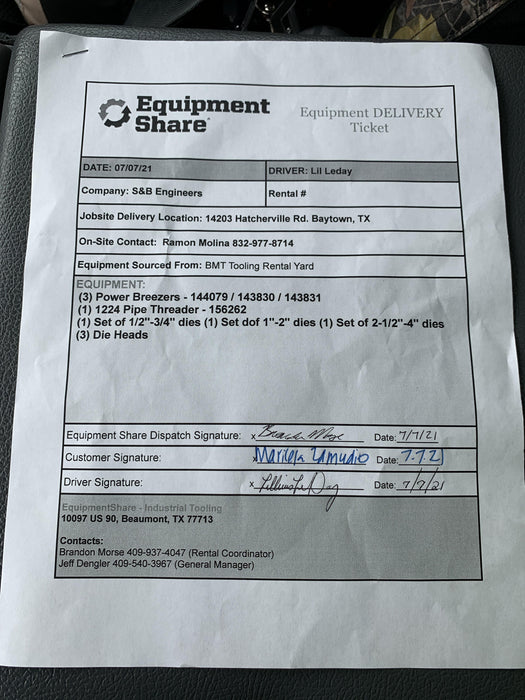 Equipment
Share
Equipment DELIVERY
Ticket
DATE: 07/07/21
DRIVER: Lil Leday
Company: S&B Engineers
Rental #
Jobsite Delivery Location: 14203 Hatcherville Rd. Baytown, TX
On-Site Contact: Ramon Molina 832-977-8714
Equipment Sourced From: BMT Tooling Rental Yard
EQUIPMENT:
(3) Power Breezers - 144079 / 143830 / 143831
(1) 1224 Pipe Threader - 156262
(1) Set of 1/2"-3/4" dies (1) Set dof 1"-2" dies (1) Set of 2-1/2"-4" dies
(3) Die Heads
Equipment Share Dispatch Signature: x Date: 7/7/21
Customer Signature: x Zamudio Date: 7.7.21
Driver Signature: x Date: 7/7/21
EquipmentShare - Industrial Tooling
10097 US 90, Beaumont, TX 77713
Contacts:
Brandon Morse 409-937-4047 (Rental Coordinator)
Jeff Dengler 409-540-3967 (General Manager)